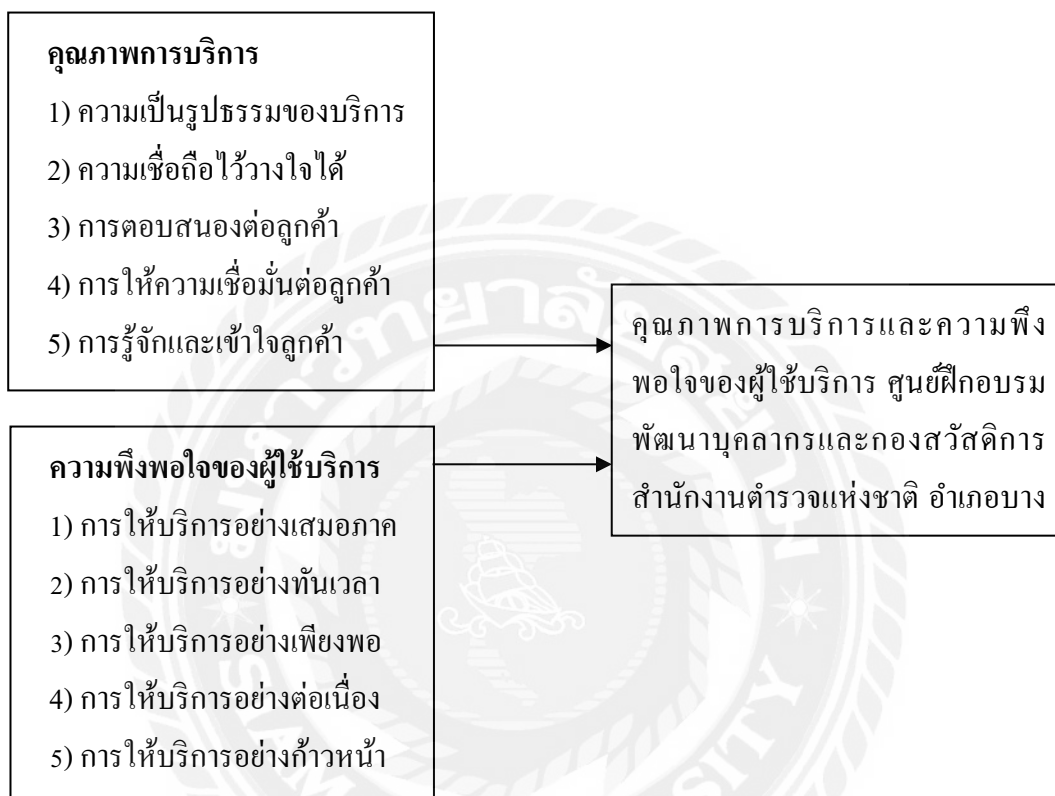 คุณภาพการบริการ
1) ความเป็นรูปธรรมของบริการ
2) ความเชื่อถือไว้วางใจได้
3) การตอบสนองต่อลูกค้า
4) การให้ความเชื่อมั่นต่อลูกค้า
5) การรู้จักและเข้าใจลูกค้า
ความพึงพอใจของผู้ใช้บริการ
1) การให้บริการอย่างเสมอภาค
2) การให้บริการอย่างทันเวลา
3) การให้บริการอย่างเพียงพอ
4) การให้บริการอย่างต่อเนื่อง
5) การให้บริการอย่างก้าวหน้า
คุณภาพการบริการและความพึง
พอใจของผู้ใช้บริการ ศูนย์ฝึกอบรม
พัฒนาบุคลากรและกองสวัสดิการ
สำนักงานตำรวจแห่งชาติ อำเภอบาง
มหาวิทยาลัยสยาม
SIAM UNIVERSITY